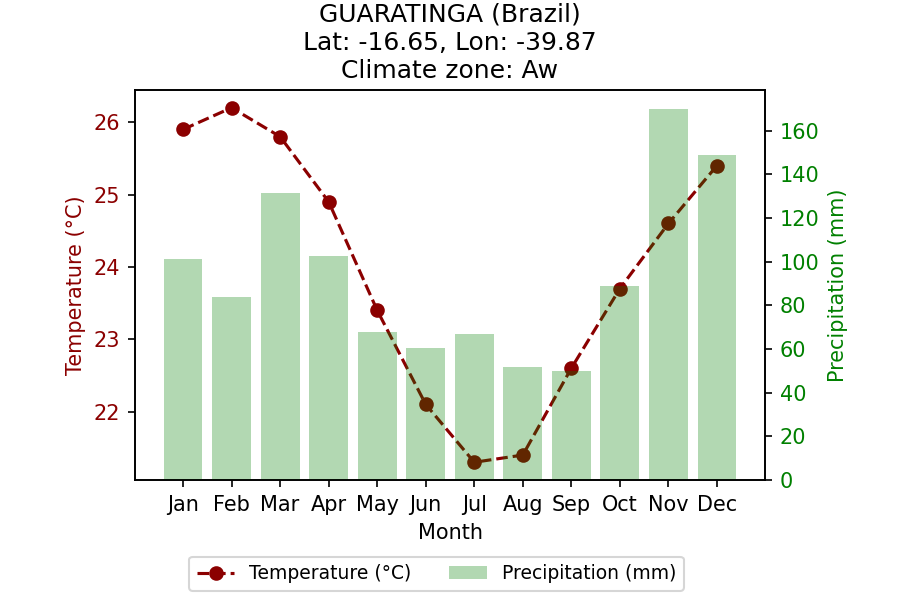 GUARATINGA (Brazil)
Lat: -16.65, Lon: -39.87
Climate zone: Aw
26
25
24
23
22
Temperature (°C)
160
140
120
100
80
60
40
20
0
Precipitation (mm)
Jan Feb Mar Apr May Jun Jul Aug Sep Oct Nov Dec
Month
Temperature (°C) Precipitation (mm)